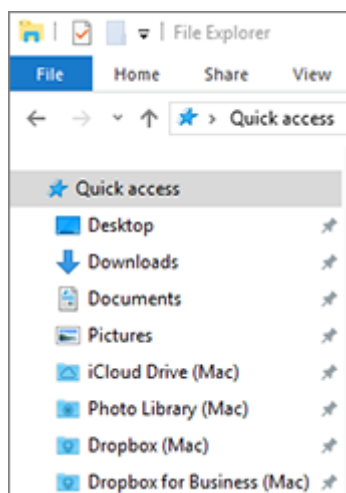 File Explorer
File Home Share View
Quick access
Quick access
Desktop
Downloads
Documents
Pictures
iCloud Drive (Mac)
Photo Library (Mac)
Dropbox (Mac)
Dropbox for Business (Mac)